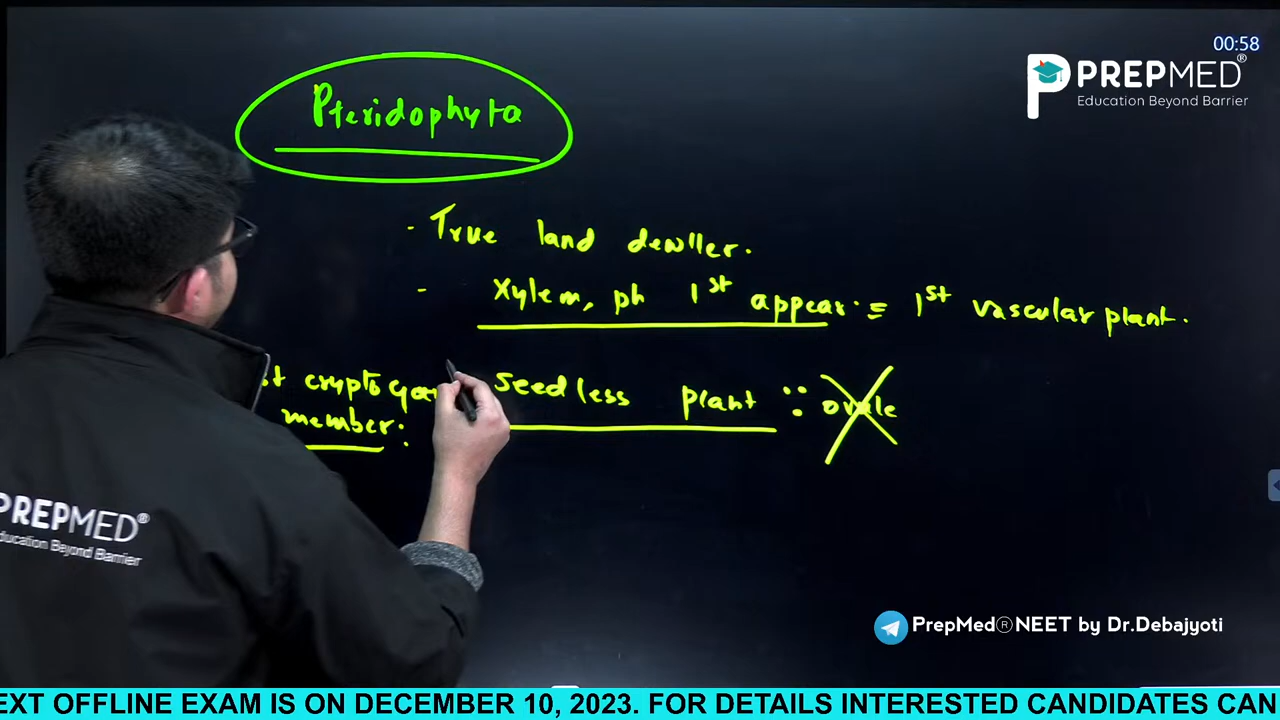 00:58
PREPMED®
Education Beyond Barrier
Pteridophyta
· True land dewller.
- Xylem, ph 1st appear. ≡ 1st vascular plant.
seedless plant ∵ ovule
member:
PREPMED®
Education Beyond Barrier
PrepMed®NEET by Dr.Debajyoti
EXT OFFLINE EXAM IS ON DECEMBER 10, 2023. FOR DETAILS INTERESTED CANDIDATES CAN